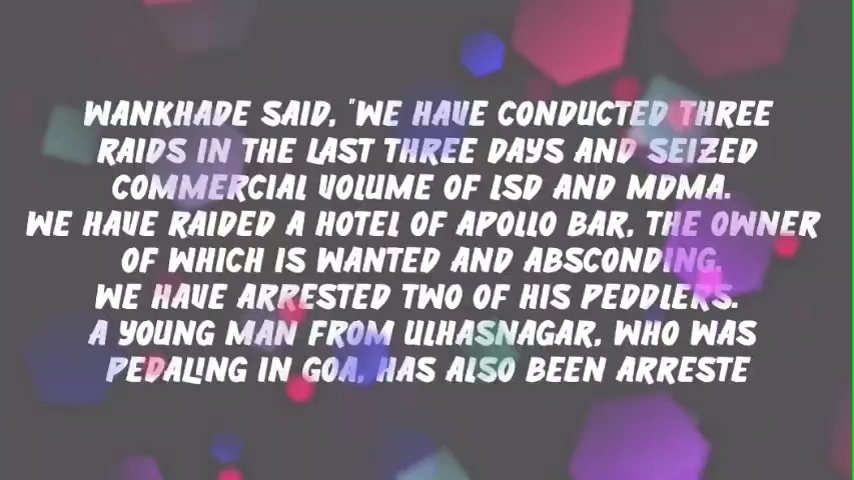 WANKHADE SAID, "WE HAVE CONDUCTED THREE
RAIDS IN THE LAST THREE DAYS AND SEIZED
COMMERCIAL VOLUME OF LSD AND MDMA.
WE HAVE RAIDED A HOTEL OF APOLLO BAR, THE OWNER
OF WHICH IS WANTED AND ABSCONDING.
WE HAVE ARRESTED TWO OF HIS PEDDLERS.
A YOUNG MAN FROM ULHASNAGAR, WHO WAS
PEDALING IN GOA, HAS ALSO BEEN ARRESTE